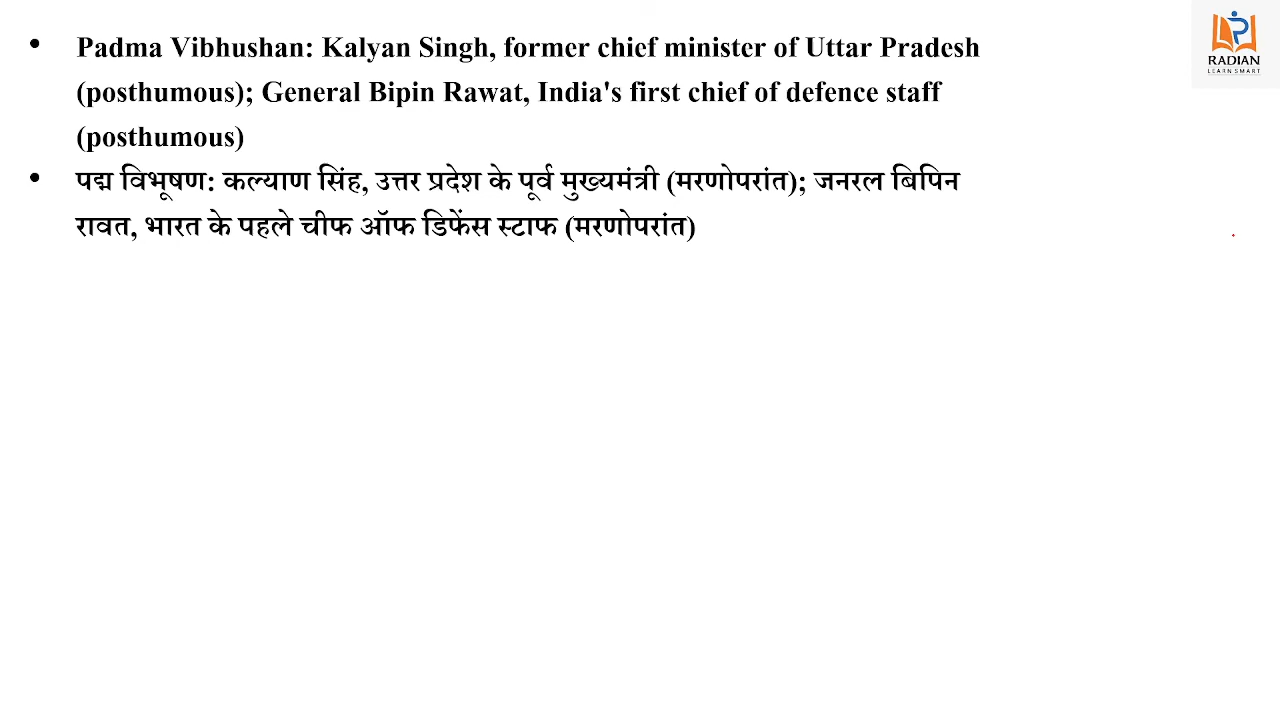 • Padma Vibhushan: Kalyan Singh, former chief minister of Uttar Pradesh
(posthumous); General Bipin Rawat, India's first chief of defence staff
(posthumous)
• पद्म विभूषण: कल्याण सिंह, उत्तर प्रदेश के पूर्व मुख्यमंत्री (मरणोपरांत); जनरल बिपिन
रावत, भारत के पहले चीफ ऑफ डिफेंस स्टाफ (मरणोपरांत)
RADIAN
LEARN SMART